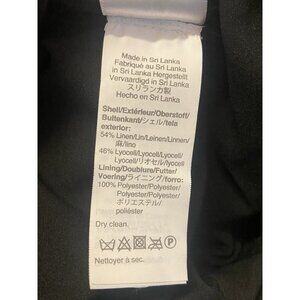 Made in Sri Lanka
Fabriqué au Sri Lanka
in Sri Lanka Hergestellt
Vervaardigd in Sri Lanka
スリランカ製
Hecho en Sri Lanka
Shell/Extérieur/Oberstoff/
Buitenkant/シェル/tela
exterior:
54% Linen/Lin/Leinen/Linnen/
麻/lino
46% Lyocell/Lyocell/Lyocell/
Lyocell/リオセル/lyocell
Lining/Doublure/Futter/
Voering/ライニング/forro:
100% Polyester/Polyester/
Polyester/Polyester/
ポリエステル/
poliéster
Dry clean.
P
Nettoyer à sec.